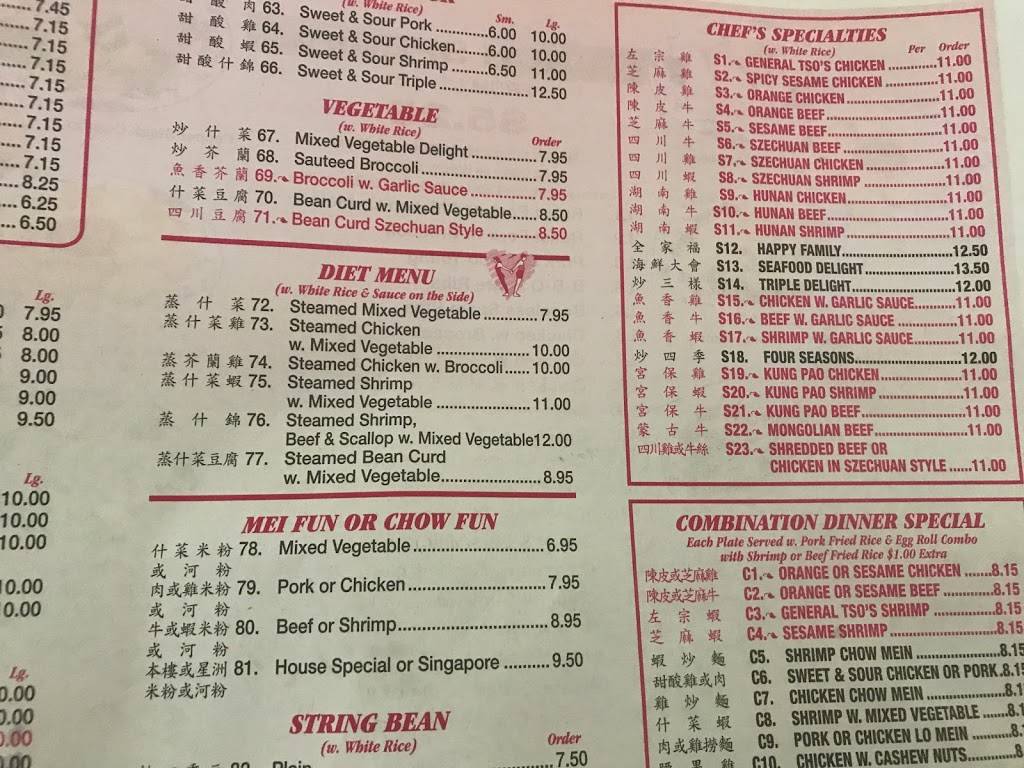 7.45
7.15
7.15
7.15
7.15
7.15
7.15
7.15
7.15
8.25
6.25
6.50
Lg.
7.95
8.00
8.00
9.00
9.00
9.50
Lg.
10.00
10.00
10.00
10.00
10.00
Lg.
(w. White Rice)
Sm. Lg.
甜酸肉 63. Sweet & Sour Pork 6.00 10.00
甜酸雞 64. Sweet & Sour Chicken 6.00 10.00
甜酸蝦 65. Sweet & Sour Shrimp 6.50 11.00
甜酸什錦 66. Sweet & Sour Triple 12.50
VEGETABLE
(w. White Rice)
Order
炒什菜 67. Mixed Vegetable Delight 7.95
炒芥蘭 68. Sauteed Broccoli 7.95
魚香芥蘭 69. Broccoli w. Garlic Sauce 7.95
什菜豆腐 70. Bean Curd w. Mixed Vegetable 8.50
四川豆腐 71. Bean Curd Szechuan Style 8.50
DIET MENU
(w. White Rice & Sauce on the Side)
蒸什菜 72. Steamed Mixed Vegetable 7.95
蒸什菜雞 73. Steamed Chicken
w. Mixed Vegetable 10.00
蒸芥蘭雞 74. Steamed Chicken w. Broccoli 10.00
蒸什菜蝦 75. Steamed Shrimp
w. Mixed Vegetable 11.00
蒸什錦 76. Steamed Shrimp,
Beef & Scallop w. Mixed Vegetable 12.00
蒸什菜豆腐 77. Steamed Bean Curd
w. Mixed Vegetable 8.95
MEI FUN OR CHOW FUN
什菜米粉 78. Mixed Vegetable 6.95
或河粉
肉或雞米粉 79. Pork or Chicken 7.95
或河粉
牛或蝦米粉 80. Beef or Shrimp 8.95
或河粉
本樓或星洲 81. House Special or Singapore 9.50
米粉或河粉
STRING BEAN
(w. White Rice)
Order
Plain 7.50
CHEF'S SPECIALTIES
(w. White Rice)
Per Order
左宗雞 S1. GENERAL TSO'S CHICKEN 11.00
芝麻雞 S2. SPICY SESAME CHICKEN 11.00
陳皮雞 S3. ORANGE CHICKEN 11.00
陳皮牛 S4. ORANGE BEEF 11.00
芝麻牛 S5. SESAME BEEF 11.00
四川牛 S6. SZECHUAN BEEF 11.00
四川雞 S7. SZECHUAN CHICKEN 11.00
四川蝦 S8. SZECHUAN SHRIMP 11.00
湖南雞 S9. HUNAN CHICKEN 11.00
湖南牛 S10. HUNAN BEEF 11.00
湖南蝦 S11. HUNAN SHRIMP 11.00
全家福 S12. HAPPY FAMILY 12.50
海鮮大會 S13. SEAFOOD DELIGHT 13.50
炒三樣 S14. TRIPLE DELIGHT 12.00
魚香雞 S15. CHICKEN W. GARLIC SAUCE 11.00
魚香牛 S16. BEEF W. GARLIC SAUCE 11.00
魚香蝦 S17. SHRIMP W. GARLIC SAUCE 11.00
炒四季 S18. FOUR SEASONS 12.00
宮保雞 S19. KUNG PAO CHICKEN 11.00
宮保蝦 S20. KUNG PAO SHRIMP 11.00
宮保牛 S21. KUNG PAO BEEF 11.00
蒙古牛 S22. MONGOLIAN BEEF 11.00
四川雞或牛絲 S23. SHREDDED BEEF OR
CHICKEN IN SZECHUAN STYLE 11.00
COMBINATION DINNER SPECIAL
Each Plate Served w. Pork Fried Rice & Egg Roll Combo
with Shrimp or Beef Fried Rice $1.00 Extra
陳皮或芝麻雞 C1. ORANGE OR SESAME CHICKEN 8.15
陳皮或芝麻牛 C2. ORANGE OR SESAME BEEF 8.15
左宗蝦 C3. GENERAL TSO'S SHRIMP 8.15
芝麻蝦 C4. SESAME SHRIMP 8.15
蝦炒麵 C5. SHRIMP CHOW MEIN 8.15
甜酸雞或肉 C6. SWEET & SOUR CHICKEN OR PORK 8.15
雞炒麵 C7. CHICKEN CHOW MEIN 8.1
什菜蝦 C8. SHRIMP W. MIXED VEGETABLE 8.1
肉或雞撈麵 C9. PORK OR CHICKEN LO MEIN 8.
腰果雞 C10. CHICKEN W. CASHEW NUTS 8.